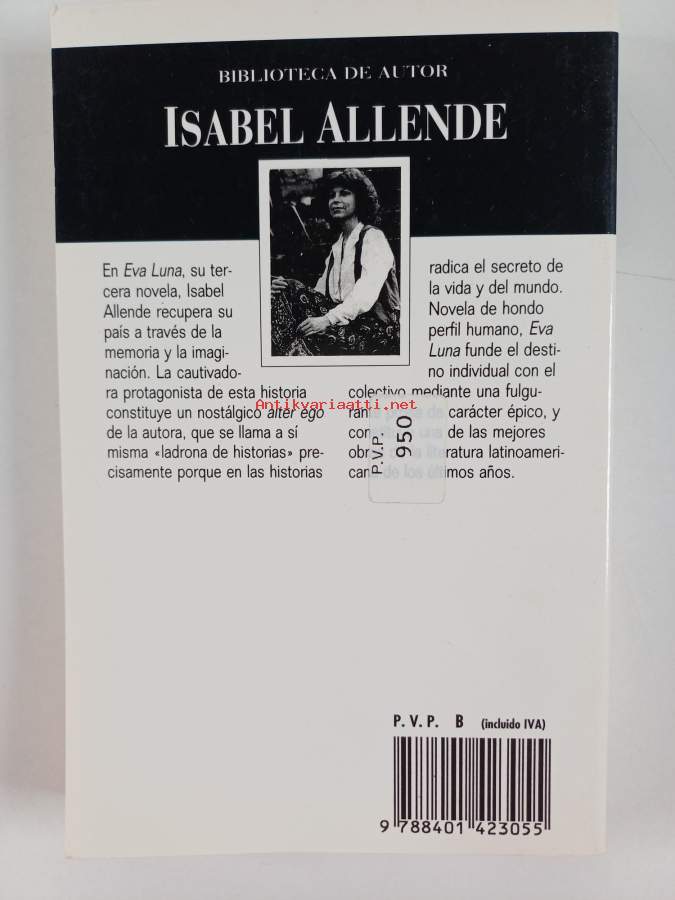 BIBLIOTECA DE AUTOR
ISABEL ALLENDE
En Eva Luna, su ter-
cera novela, Isabel
Allende recupera su
país a través de la
memoria y la imagi-
nación. La cautivado-
ra protagonista de esta historia
constituye un nostálgico alter ego
de la autora, que se llama a sí
misma «ladrona de historias» pre-
cisamente porque en las historias
radica el secreto de
la vida y del mundo.
Novela de hondo
perfil humano, Eva
Luna funde el desti-
no individual con el
colectivo mediante una fulgu-
carácter épico, y
de las mejores
latinoameri-
de los últimos años.
Antikvariaatti.net
P.V.P.
950
P. V. P. B (incluido IVA)
9 788401 423055